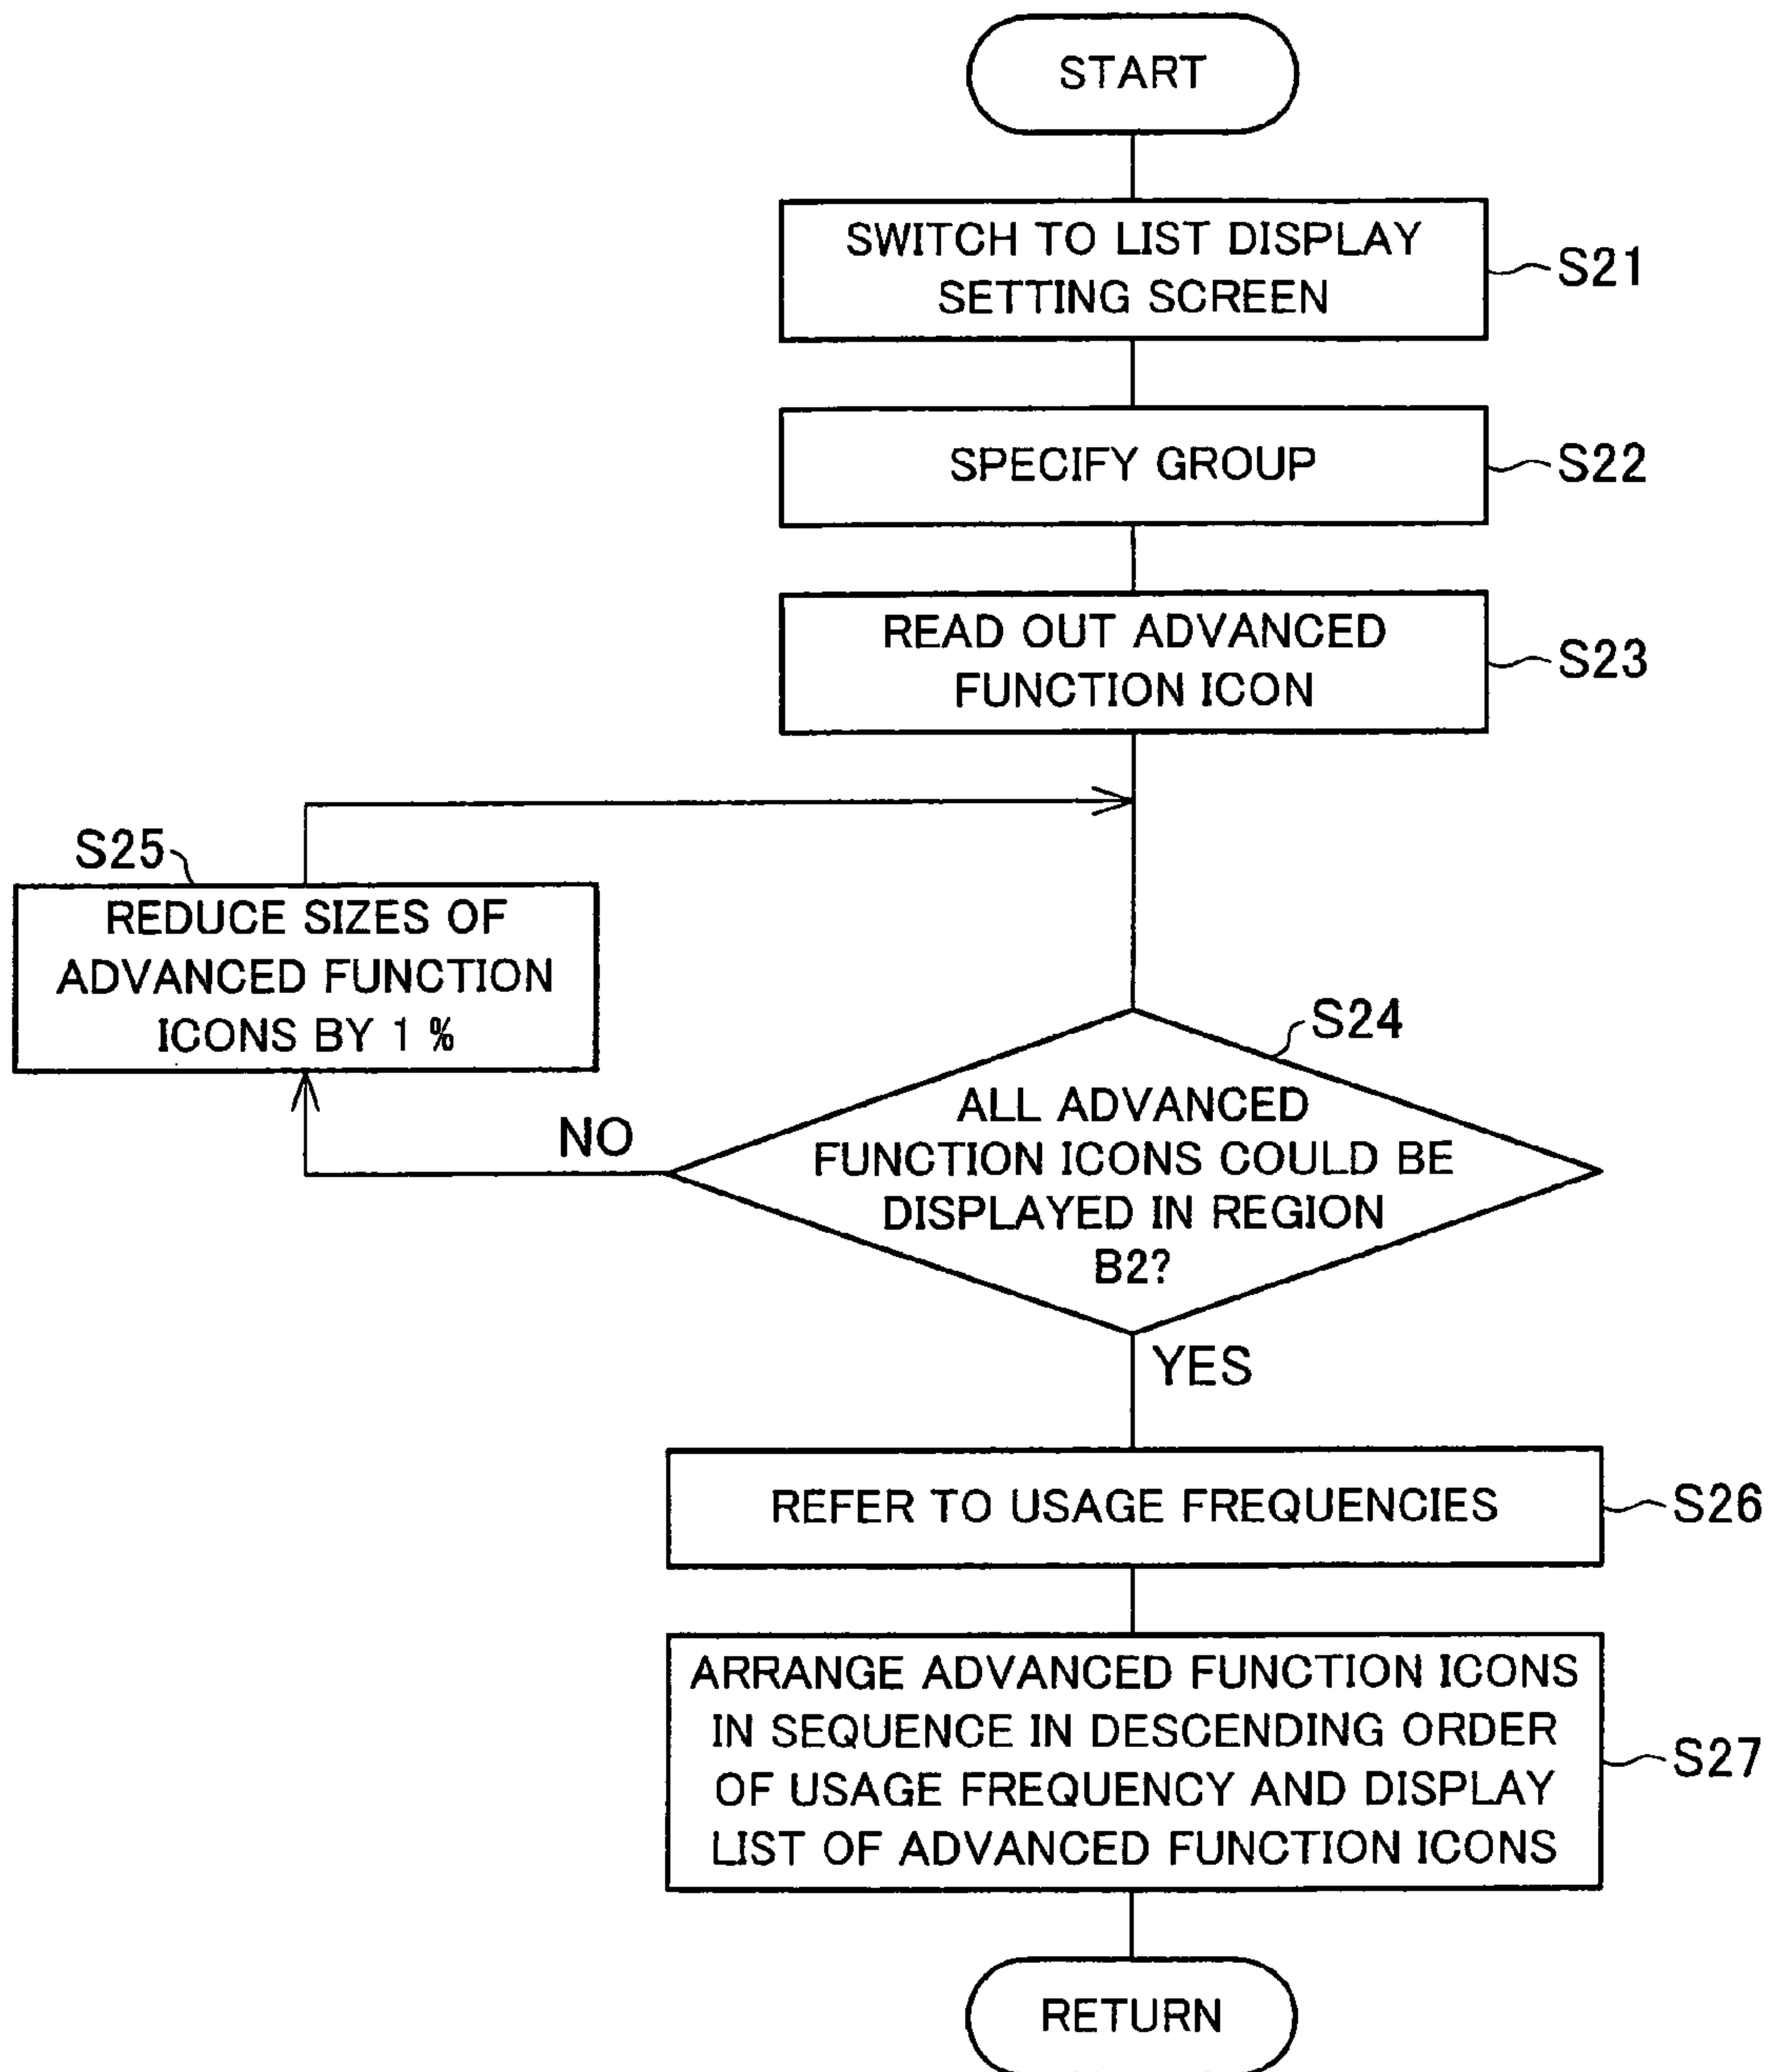 START
SWITCH TO LIST DISPLAY
SETTING SCREEN
S21
SPECIFY GROUP
S22
READ OUT ADVANCED
FUNCTION ICON
S23
S25
REDUCE SIZES OF
ADVANCED FUNCTION
ICONS BY 1 %
S24
ALL ADVANCED
FUNCTION ICONS COULD BE
DISPLAYED IN REGION
B2?
NO
YES
REFER TO USAGE FREQUENCIES
S26
ARRANGE ADVANCED FUNCTION ICONS
IN SEQUENCE IN DESCENDING ORDER
OF USAGE FREQUENCY AND DISPLAY
LIST OF ADVANCED FUNCTION ICONS
S27
RETURN